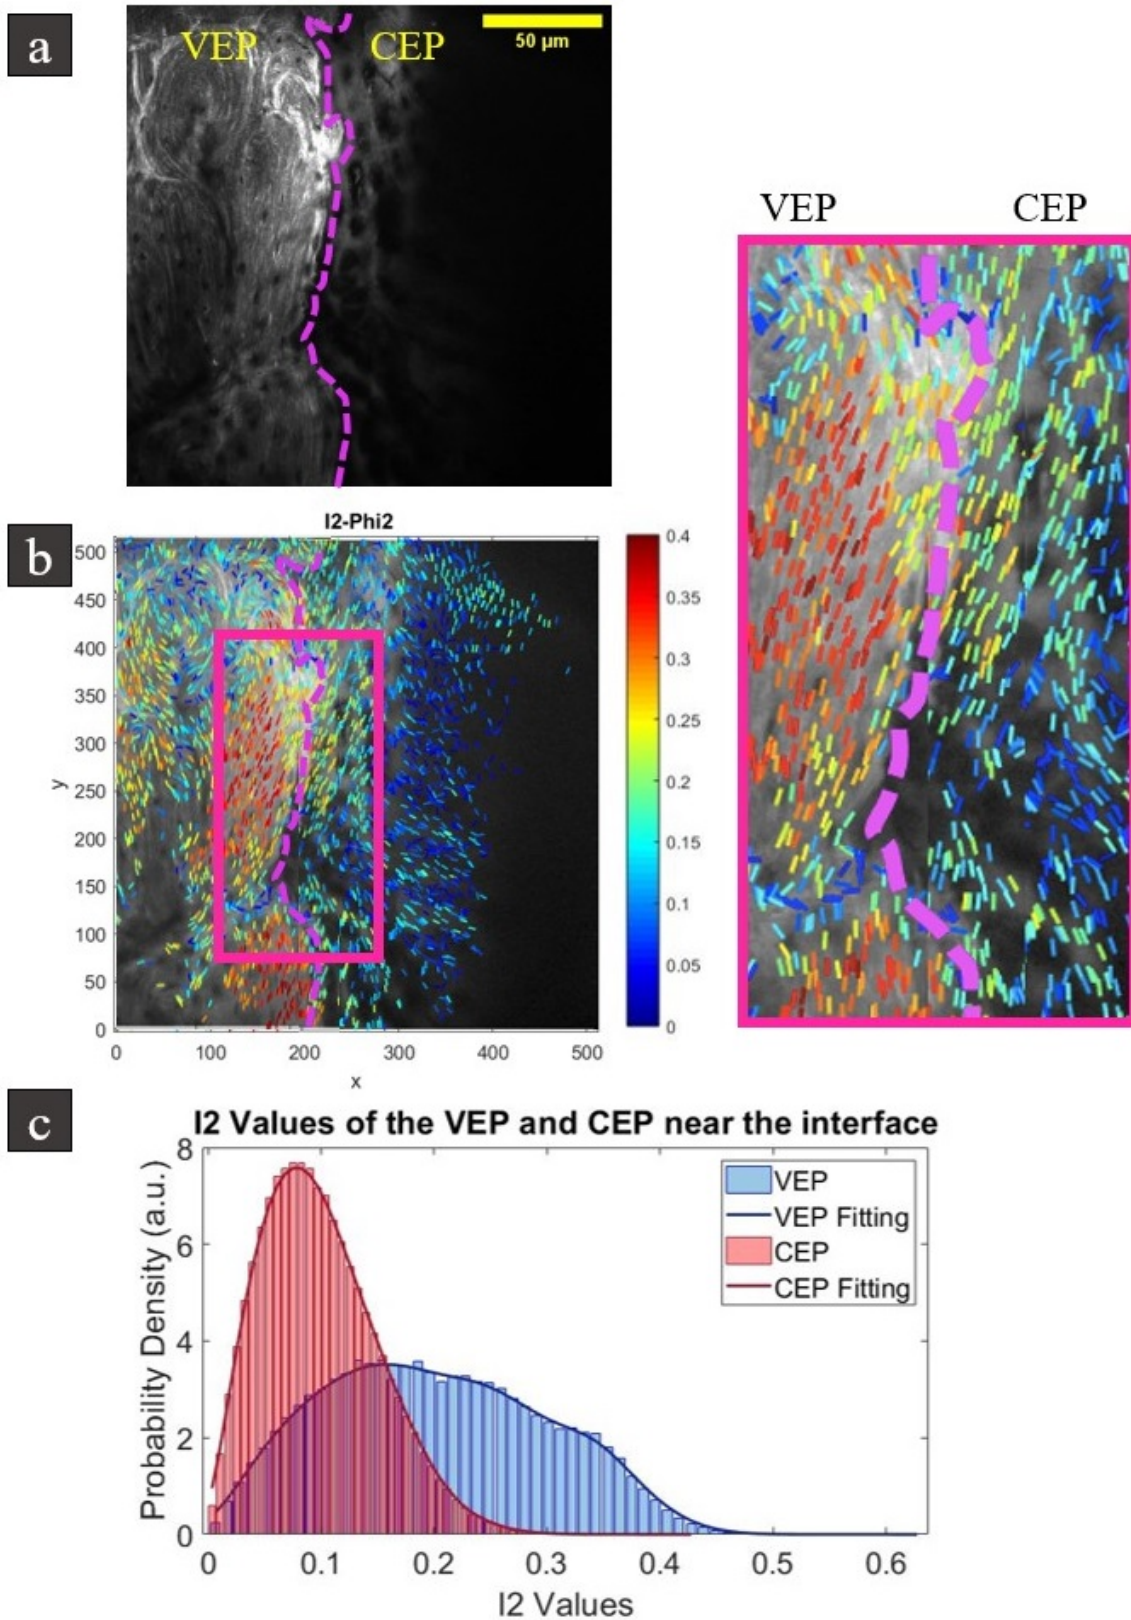 a
VEP
CEP
50 µm
VEP
CEP
b
I2-Phi2
500
450
400
350
300
250
200
150
100
50
0
y
0 100 200 300 400 500
x
0.4
0.35
0.3
0.25
0.2
0.15
0.1
0.05
0
c
I2 Values of the VEP and CEP near the interface
8
6
4
2
0
Probability Density (a.u.)
VEP
VEP Fitting
CEP
CEP Fitting
0 0.1 0.2 0.3 0.4 0.5 0.6
I2 Values